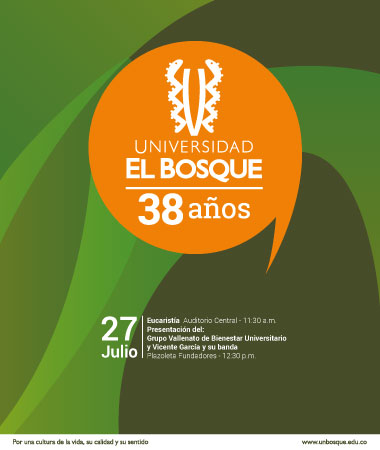 UNIVERSIDAD
EL BOSQUE
38 años
27
Julio
Eucaristía Auditorio Central - 11:30 a.m.
Presentación del:
Grupo Vallenato de Bienestar Universitario
y Vicente García y su banda
Plazoleta Fundadores - 12:30 p.m.
Por una cultura de la vida, su calidad y su sentido
www.unbosque.edu.co